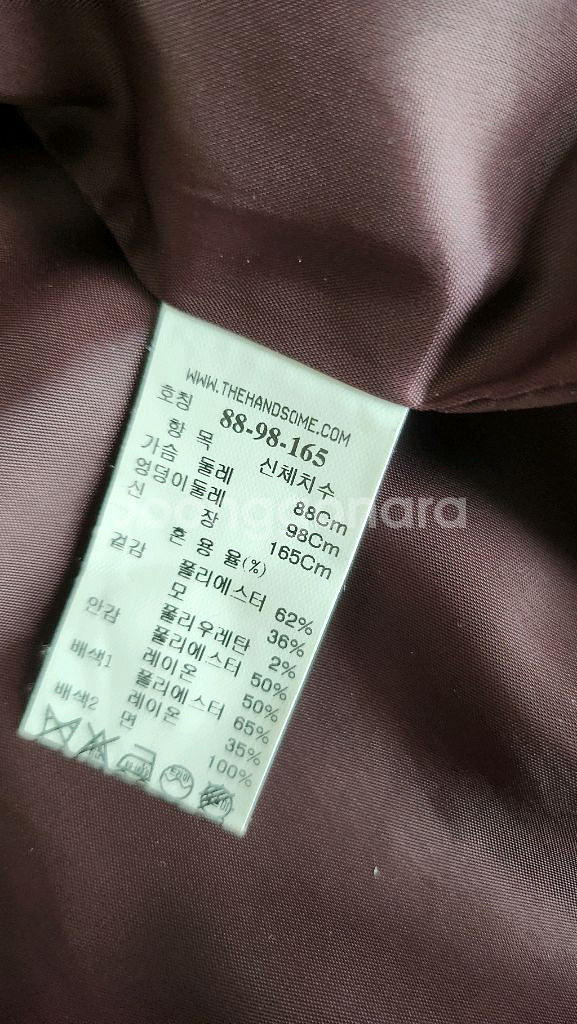 WWW.THEHANDSOME.COM
호칭 88-98-165
항 목 신체치수
가슴 둘레 88Cm
엉덩이둘레 98Cm
신 장 165Cm
혼 용 율(%)
겉감 폴리에스터 62%
모 36%
폴리우레탄 2%
안감 폴리에스터 50%
레이온 50%
배색1 폴리에스터 65%
레이온 35%
배색2 면 100%